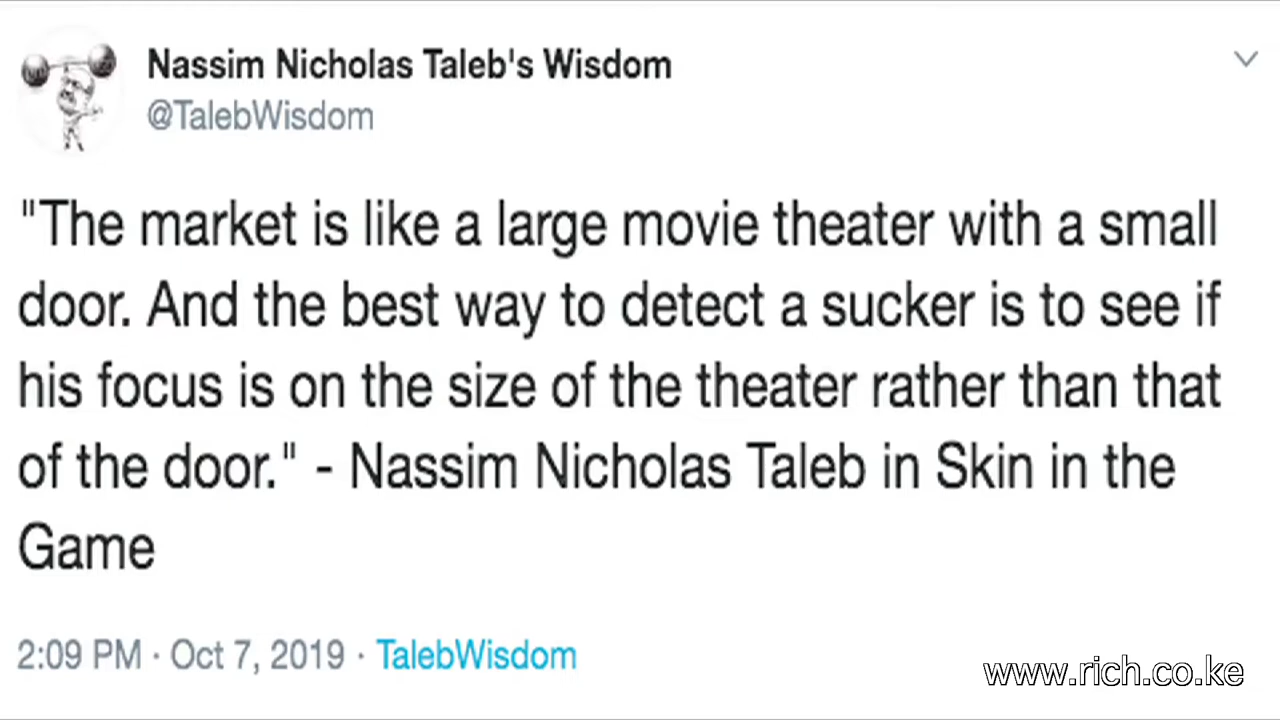 Nassim Nicholas Taleb's Wisdom
@TalebWisdom
"The market is like a large movie theater with a small
door. And the best way to detect a sucker is to see if
his focus is on the size of the theater rather than that
of the door." - Nassim Nicholas Taleb in Skin in the
Game
2:09 PM · Oct 7, 2019 · TalebWisdom
www.rich.co.ke